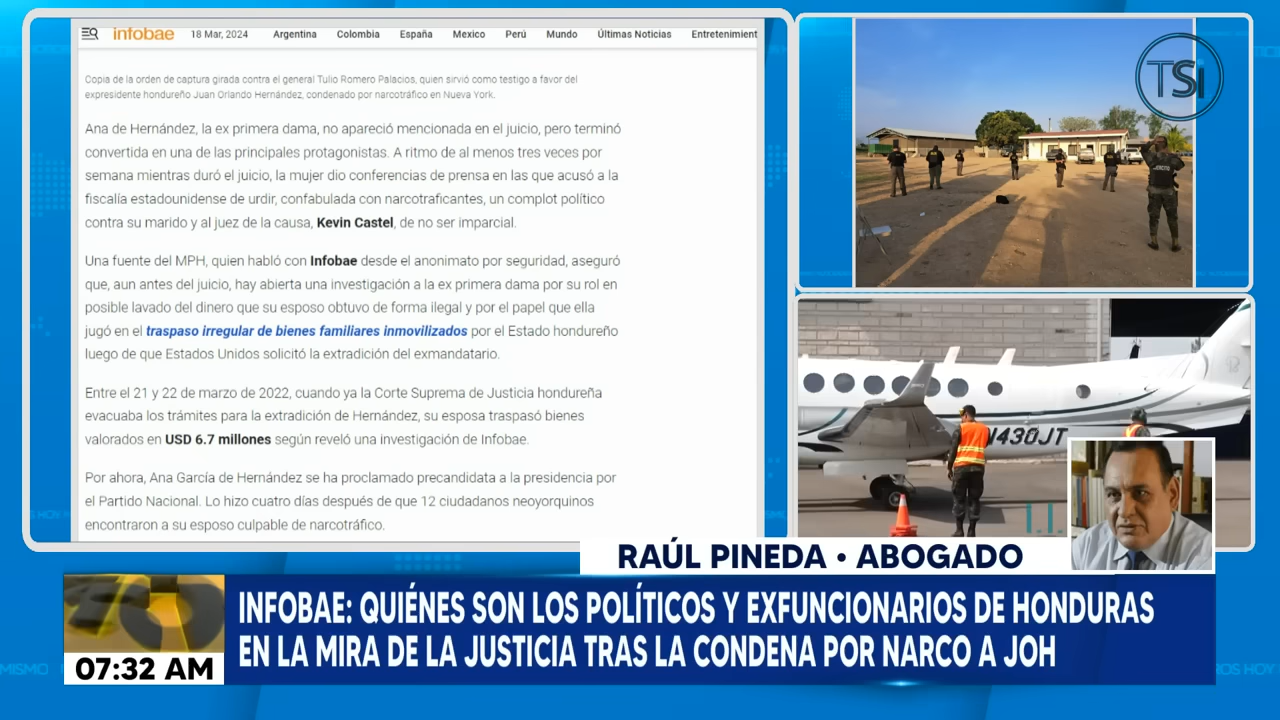 infobae 18 Mar, 2024 Argentina Colombia España Mexico Perú Mundo Últimas Noticias Entretenimient
Copia de la orden de captura girada contra el general Tulio Romero Palacios, quien sirvió como testigo a favor del
expresidente hondureño Juan Orlando Hernández, condenado por narcotráfico en Nueva York.
Ana de Hernández, la ex primera dama, no apareció mencionada en el juicio, pero terminó
convertida en una de las principales protagonistas. A ritmo de al menos tres veces por
semana mientras duró el juicio, la mujer dio conferencias de prensa en las que acusó a la
fiscalía estadounidense de urdir, confabulada con narcotraficantes, un complot político
contra su marido y al juez de la causa, Kevin Castel, de no ser imparcial.
Una fuente del MPH, quien habló con Infobae desde el anonimato por seguridad, aseguró
que, aun antes del juicio, hay abierta una investigación a la ex primera dama por su rol en
posible lavado del dinero que su esposo obtuvo de forma ilegal y por el papel que ella
jugó en el traspaso irregular de bienes familiares inmovilizados por el Estado hondureño
luego de que Estados Unidos solicitó la extradición del exmandatario.
Entre el 21 y 22 de marzo de 2022, cuando ya la Corte Suprema de Justicia hondureña
evacuaba los trámites para la extradición de Hernández, su esposa traspasó bienes
valorados en USD 6.7 millones según reveló una investigación de Infobae.
Por ahora, Ana García de Hernández se ha proclamado precandidata a la presidencia por
el Partido Nacional. Lo hizo cuatro días después de que 12 ciudadanos neoyorquinos
encontraron a su esposo culpable de narcotráfico.
TSi
N430JT
RAÚL PINEDA • ABOGADO
INFOBAE: QUIÉNES SON LOS POLÍTICOS Y EXFUNCIONARIOS DE HONDURAS
EN LA MIRA DE LA JUSTICIA TRAS LA CONDENA POR NARCO A JOH
07:32 AM